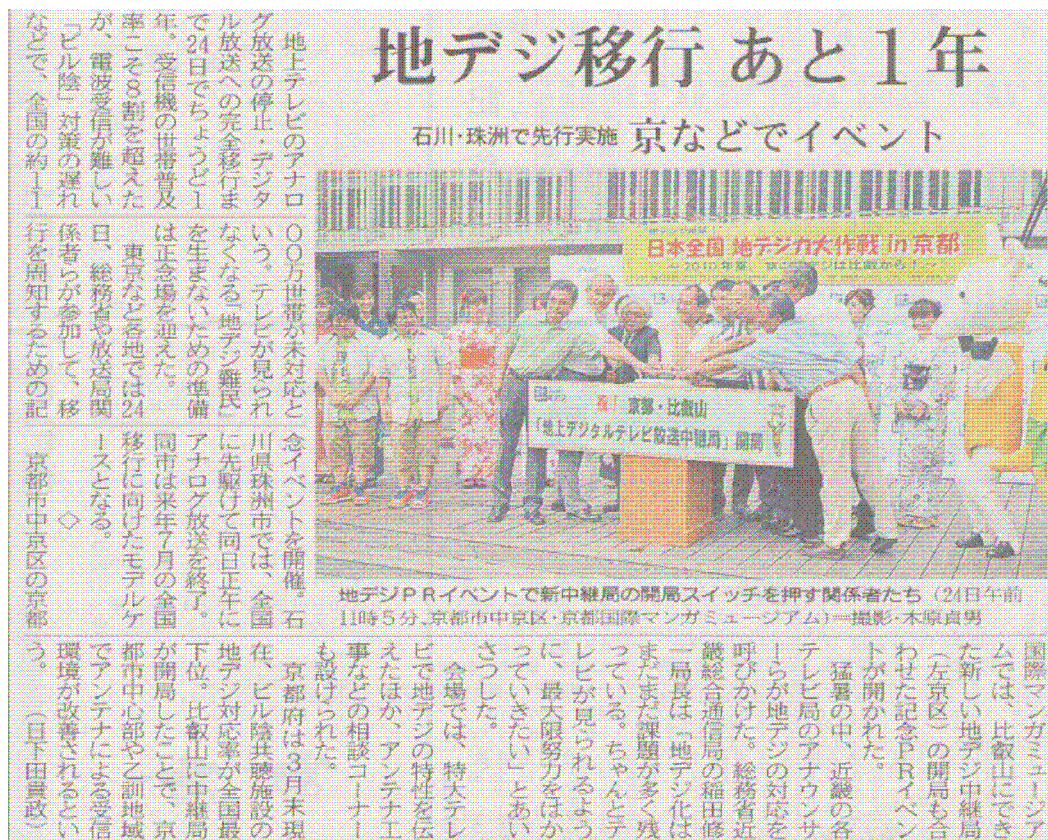 地デジ移行 あと1年
石川・珠洲で先行実施 京などでイベント
地上テレビのアナロ
グ放送の停止・デジタ
ル放送への完全移行ま
で24日でちょうど1
年。受信機の世帯普及
率こそ8割を超えた
が、電波受信が難しい
「ビル陰」対策の遅れ
などで、全国の約11
00万世帯が未対応と
いう。テレビが見られ
なくなる「地デジ難民」
を生まないための準備
は正念場を迎えた。
東京など各地では24
日、総務省や放送局関
係者らが参加して、移
行を周知するための記
念イベントを開催。石
川県珠洲市では、全国
に先駆けて同日正午に
アナログ放送を終了。
同市は来年7月の全国
移行に向けたモデルケ
ースとなる。
◇
京都市中京区の京都
国際マンガミュージア
ムでは、比叡山にでき
た新しい地デジ中継局
（左京区）の開局も合
わせた記念PRイベン
トが開かれた。
猛暑の中、近畿の各
テレビ局のアナウンサ
ーらが地デジの対応を
呼びかけた。総務省近
畿総合通信局の稲田修
一局長は「地デジ化は
まだまだ課題が多く残
っている。ちゃんとテ
レビが見られるよう
に、最大限努力をはか
っていきたい」とあい
さつした。
会場では、特大テレ
ビで地デジの特性を伝
えたほか、アンテナ工
事などの相談コーナー
も設けられた。
京都府は3月末現
在、ビル陰共聴施設の
地デジ対応率が全国最
下位。比叡山に中継局
が開局したことで、京
都市中心部や乙訓地域
でアンテナによる受信
環境が改善されるとい
う。（日下田貴政）
日本全国 地デジカ大作戦 in 京都
祝！ 京都・比叡山
「地上デジタルテレビ放送中継局」開局
地デジPRイベントで新中継局の開局スイッチを押す関係者たち（24日午前
11時5分、京都市中京区・京都国際マンガミュージアム）＝撮影・木原貞男